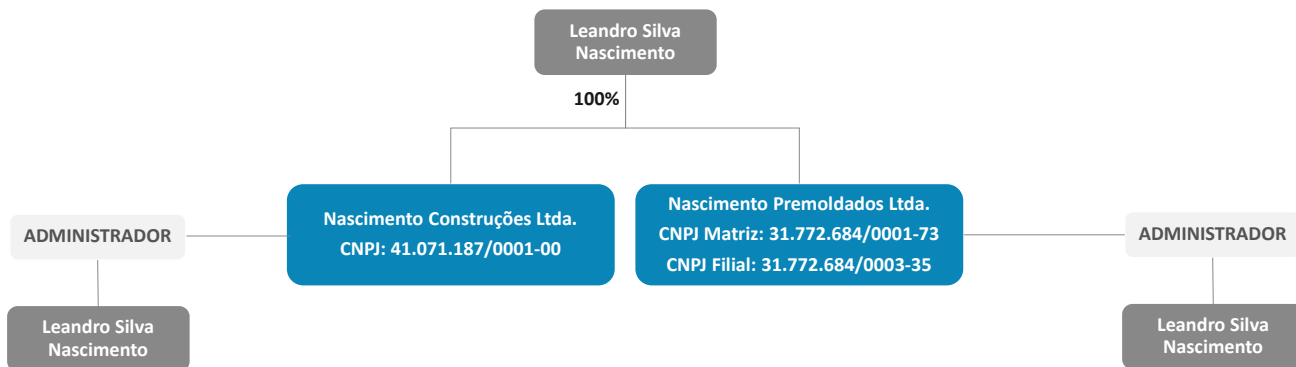 Leandro Silva
Nascimento
100%
Nascimento Construções Ltda.
CNPJ: 41.071.187/0001-00
Nascimento Premoldados Ltda.
CNPJ Matriz: 31.772.684/0001-73
CNPJ Filial: 31.772.684/0003-35
ADMINISTRADOR
ADMINISTRADOR
Leandro Silva
Nascimento
Leandro Silva
Nascimento